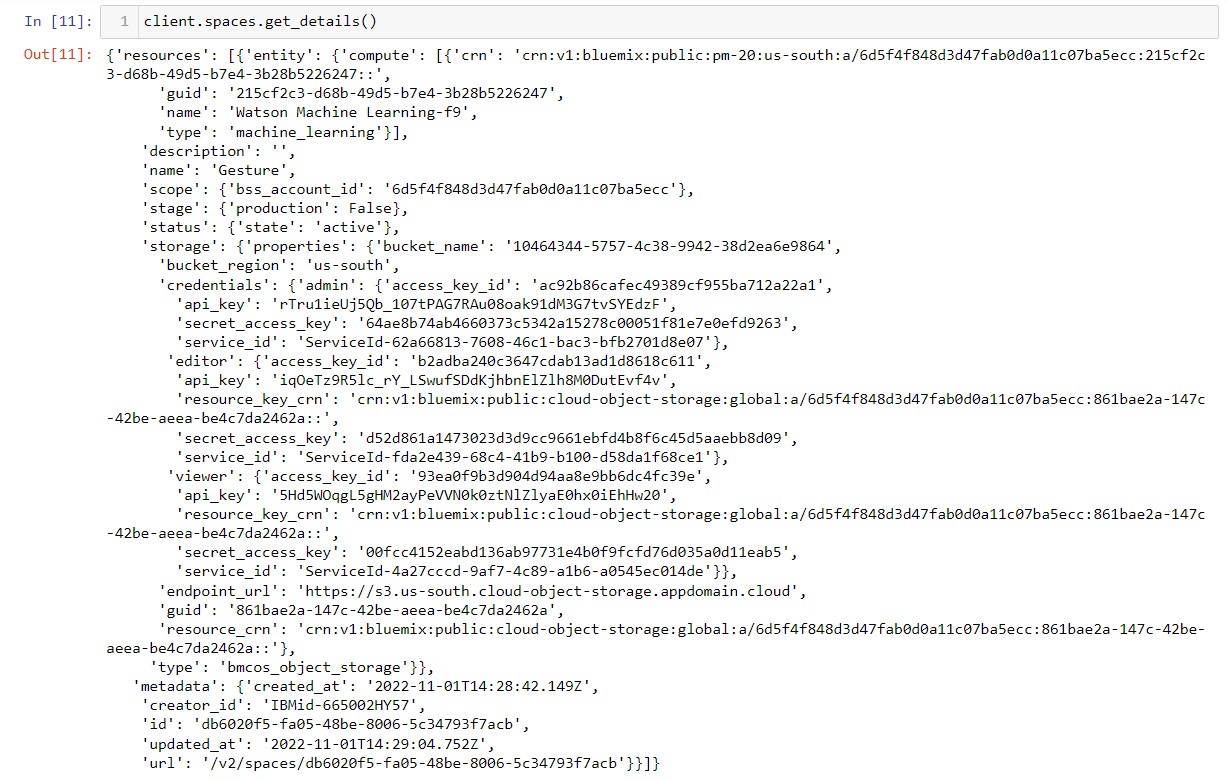 In [11]: 1 client.spaces.get_details()
Out[11]: {'resources': [{'entity': {'compute': [{'crn': 'crn:v1:bluemix:public:pm-20:us-south:a/6d5f4f848d3d47fab0d0a11c07ba5ecc:215cf2c
3-d68b-49d5-b7e4-3b28b5226247::',
'guid': '215cf2c3-d68b-49d5-b7e4-3b28b5226247',
'name': 'Watson Machine Learning-f9',
'type': 'machine_learning'}],
'description': '',
'name': 'Gesture',
'scope': {'bss_account_id': '6d5f4f848d3d47fab0d0a11c07ba5ecc'},
'stage': {'production': False},
'status': {'state': 'active'},
'storage': {'properties': {'bucket_name': '10464344-5757-4c38-9942-38d2ea6e9864',
'bucket_region': 'us-south',
'credentials': {'admin': {'access_key_id': 'ac92b86cafec49389cf955ba712a22a1',
'api_key': 'rTru1ieUj5Qb_107tPAG7RAu08oak91dM3G7tvSYEdzF',
'secret_access_key': '64ae8b74ab4660373c5342a15278c00051f81e7e0efd9263',
'service_id': 'ServiceId-62a66813-7608-46c1-bac3-bfb2701d8e07'},
'editor': {'access_key_id': 'b2adba240c3647cdab13ad1d8618c611',
'api_key': 'iqOeTz9R5lc_rY_LSwufSDdKjhbnElZlh8M0DutEvf4v',
'resource_key_crn': 'crn:v1:bluemix:public:cloud-object-storage:global:a/6d5f4f848d3d47fab0d0a11c07ba5ecc:861bae2a-147c
-42be-aeea-be4c7da2462a::',
'secret_access_key': 'd52d861a1473023d3d9cc9661ebfd4b8f6c45d5aaebb8d09',
'service_id': 'ServiceId-fda2e439-68c4-41b9-b100-d58da1f68ce1'},
'viewer': {'access_key_id': '93ea0f9b3d904d94aa8e9bb6dc4fc39e',
'api_key': '5Hd5WOqgL5gHM2ayPeVVN0k0ztNlZlyaE0hx0iEhHw20',
'resource_key_crn': 'crn:v1:bluemix:public:cloud-object-storage:global:a/6d5f4f848d3d47fab0d0a11c07ba5ecc:861bae2a-147c
-42be-aeea-be4c7da2462a::',
'secret_access_key': '00fcc4152eabd136ab97731e4b0f9fcfd76d035a0d11eab5',
'service_id': 'ServiceId-4a27cccd-9af7-4c89-a1b6-a0545ec014de'}},
'endpoint_url': 'https://s3.us-south.cloud-object-storage.appdomain.cloud',
'guid': '861bae2a-147c-42be-aeea-be4c7da2462a',
'resource_crn': 'crn:v1:bluemix:public:cloud-object-storage:global:a/6d5f4f848d3d47fab0d0a11c07ba5ecc:861bae2a-147c-42be-
aeea-be4c7da2462a::'},
'type': 'bmcos_object_storage'}},
'metadata': {'created_at': '2022-11-01T14:28:42.149Z',
'creator_id': 'IBMid-665002HY57',
'id': 'db6020f5-fa05-48be-8006-5c34793f7acb',
'updated_at': '2022-11-01T14:29:04.752Z',
'url': '/v2/spaces/db6020f5-fa05-48be-8006-5c34793f7acb'}}]}